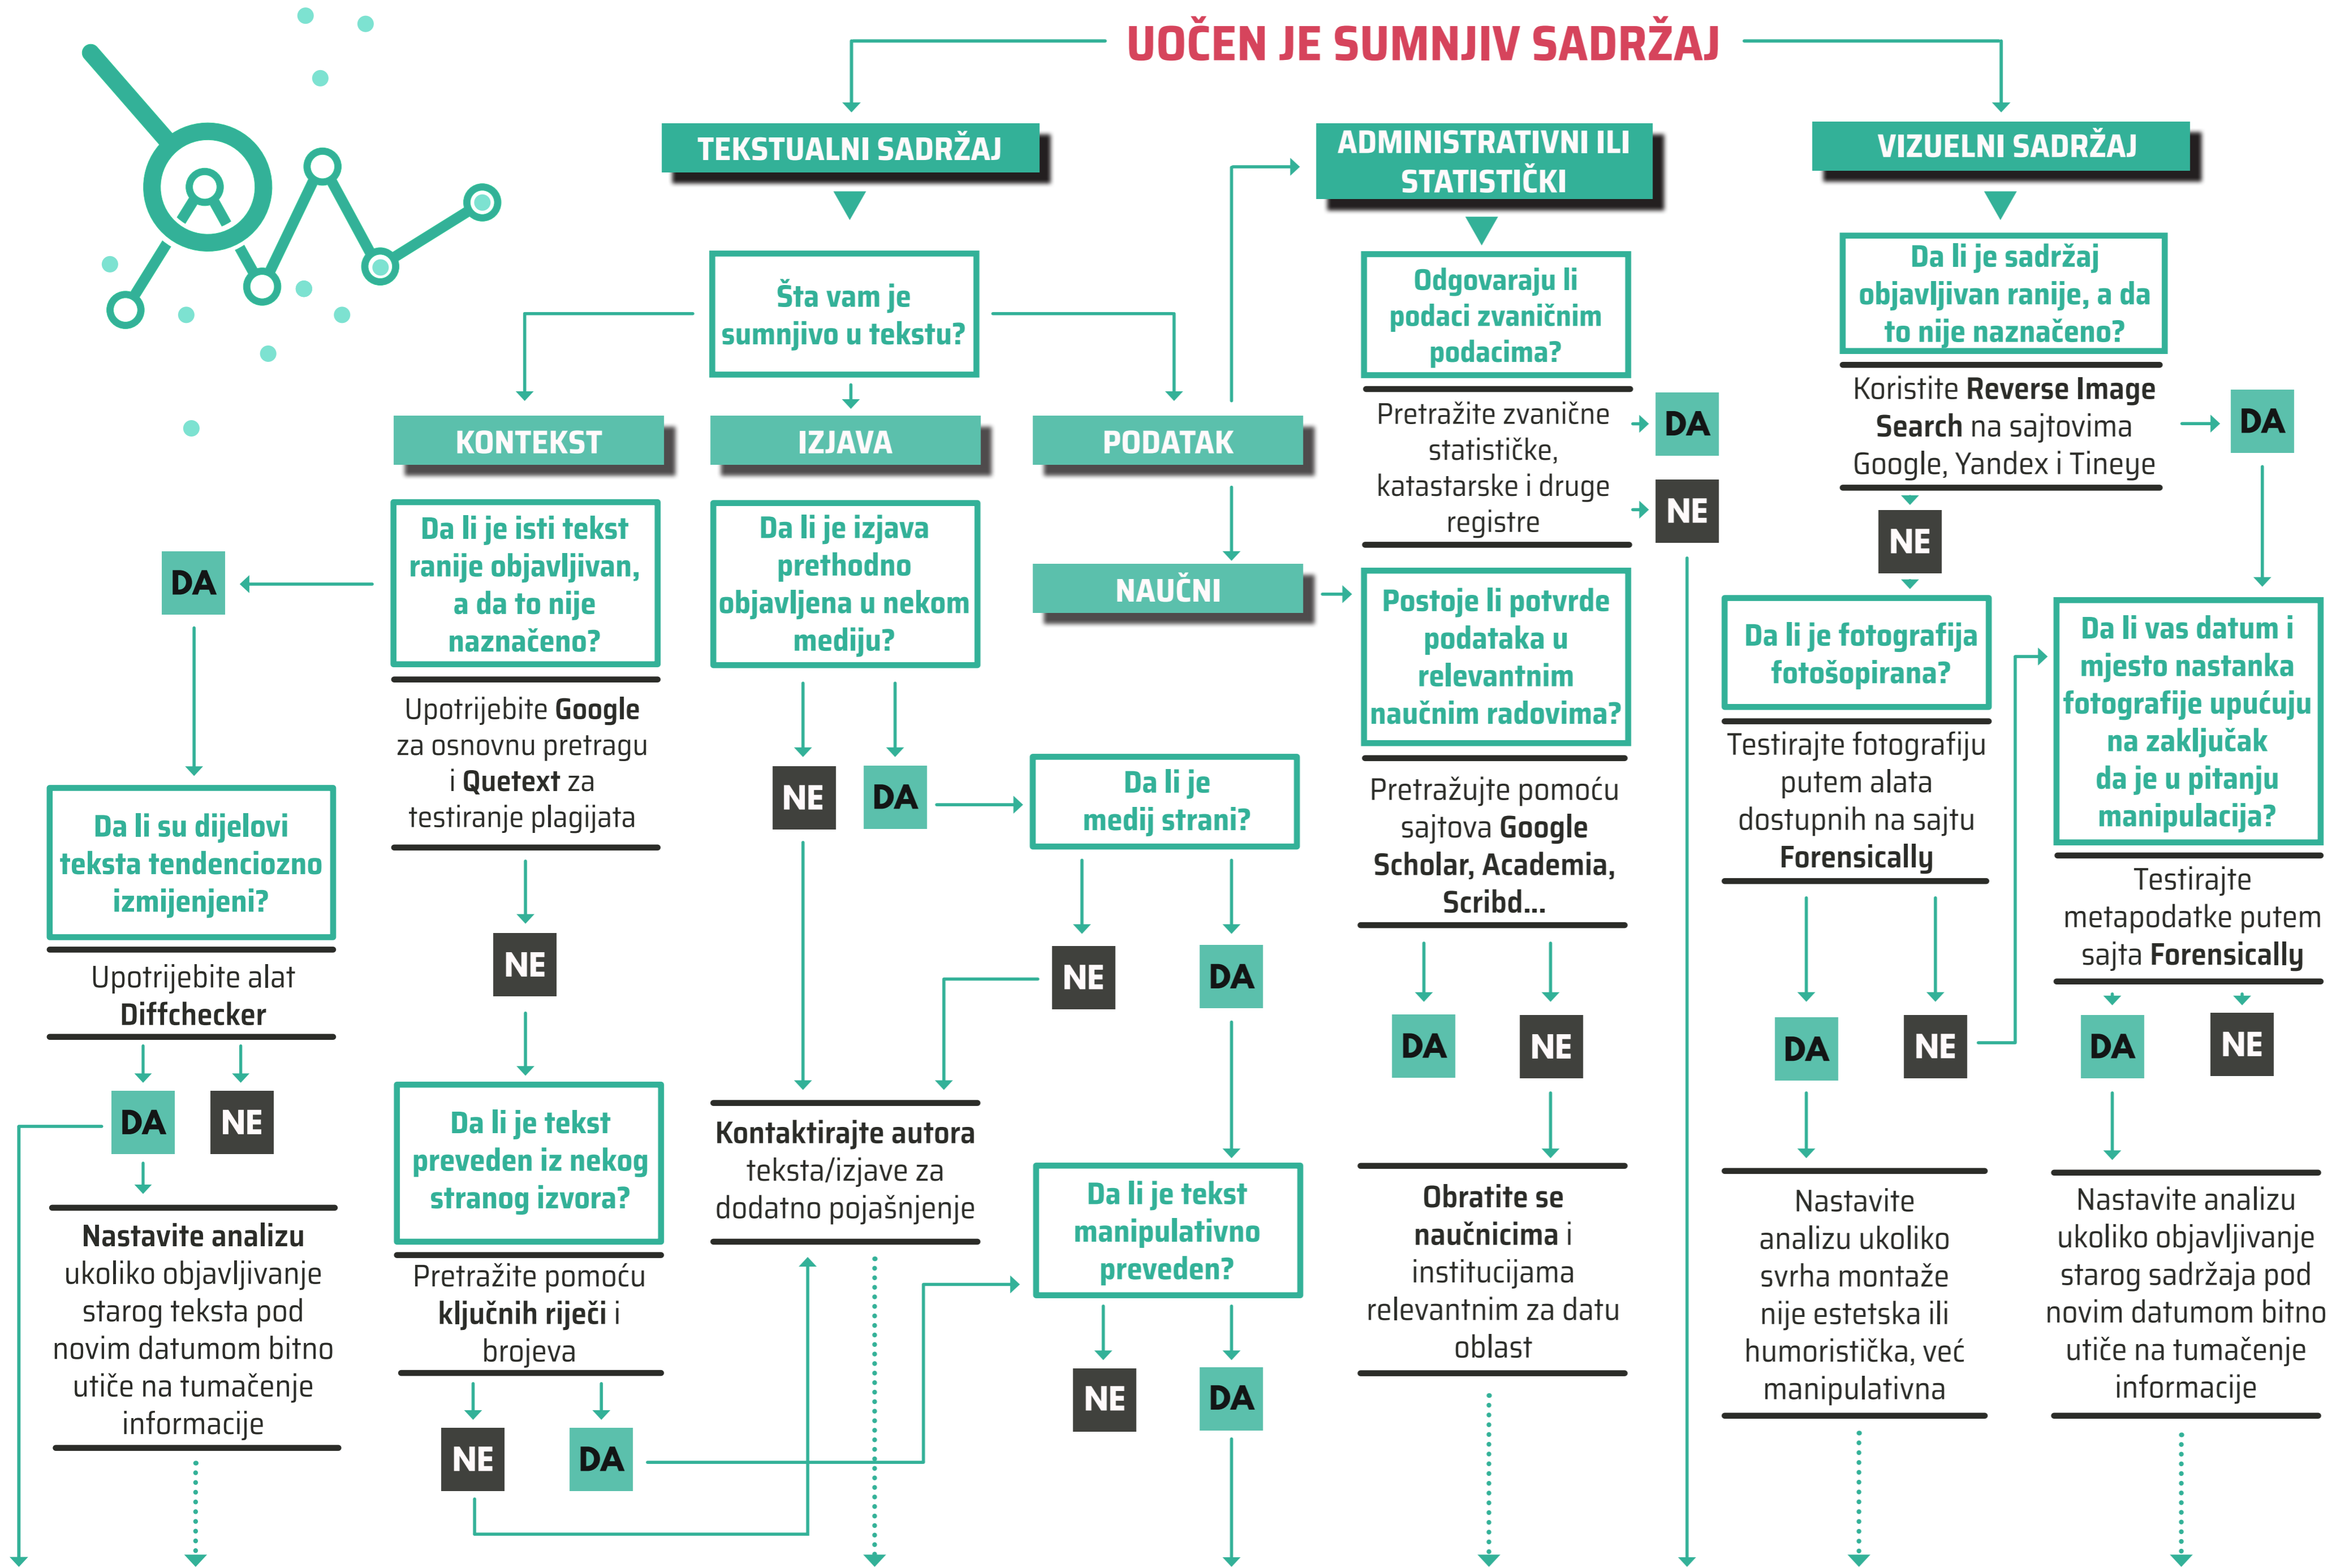 UOČEN JE SUMNJIV SADRŽAJ
TEKSTUALNI SADRŽAJ
Šta vam je
sumnjivo u tekstu?
KONTEKST
Da li je isti tekst
ranije objavljivan,
a da to nije
naznačeno?
Upotrijebite Google
za osnovnu pretragu
i Quetext za
testiranje plagijata
DA
Da li su dijelovi
teksta tendenciozno
izmijenjeni?
Upotrijebite alat
Diffchecker
DA
NE
Nastavite analizu
ukoliko objavljivanje
starog teksta pod
novim datumom bitno
utiče na tumačenje
informacije
NE
Da li je tekst
preveden iz nekog
stranog izvora?
Pretražite pomoću
ključnih riječi i
brojeva
NE
DA
IZJAVA
Da li je izjava
prethodno
objavljena u nekom
mediju?
NE
DA
Kontaktirajte autora
teksta/izjave za
dodatno pojašnjenje
Da li je
medij strani?
NE
DA
Da li je tekst
manipulativno
preveden?
NE
DA
PODATAK
NAUČNI
ADMINISTRATIVNI ILI
STATISTIČKI
Odgovaraju li
podaci zvaničnim
podacima?
Pretražite zvanične
statističke,
katastarske i druge
registre
DA
NE
Postoje li potvrde
podataka u
relevantnim
naučnim radovima?
Pretražujte pomoću
sajtova Google
Scholar, Academia,
Scribd...
DA
NE
Obratite se
naučnicima i
institucijama
relevantnim za datu
oblast
VIZUELNI SADRŽAJ
Da li je sadržaj
objavljivan ranije, a da
to nije naznačeno?
Koristite Reverse Image
Search na sajtovima
Google, Yandex i Tineye
DA
NE
Da li je fotografija
fotošopirana?
Testirajte fotografiju
putem alata
dostupnih na sajtu
Forensically
DA
NE
Nastavite
analizu ukoliko
svrha montaže
nije estetska ili
humoristička, već
manipulativna
Da li vas datum i
mjesto nastanka
fotografije upućuju
na zaključak
da je u pitanju
manipulacija?
Testirajte
metapodatke putem
sajta Forensically
DA
NE
Nastavite analizu
ukoliko objavljivanje
starog sadržaja pod
novim datumom bitno
utiče na tumačenje
informacije